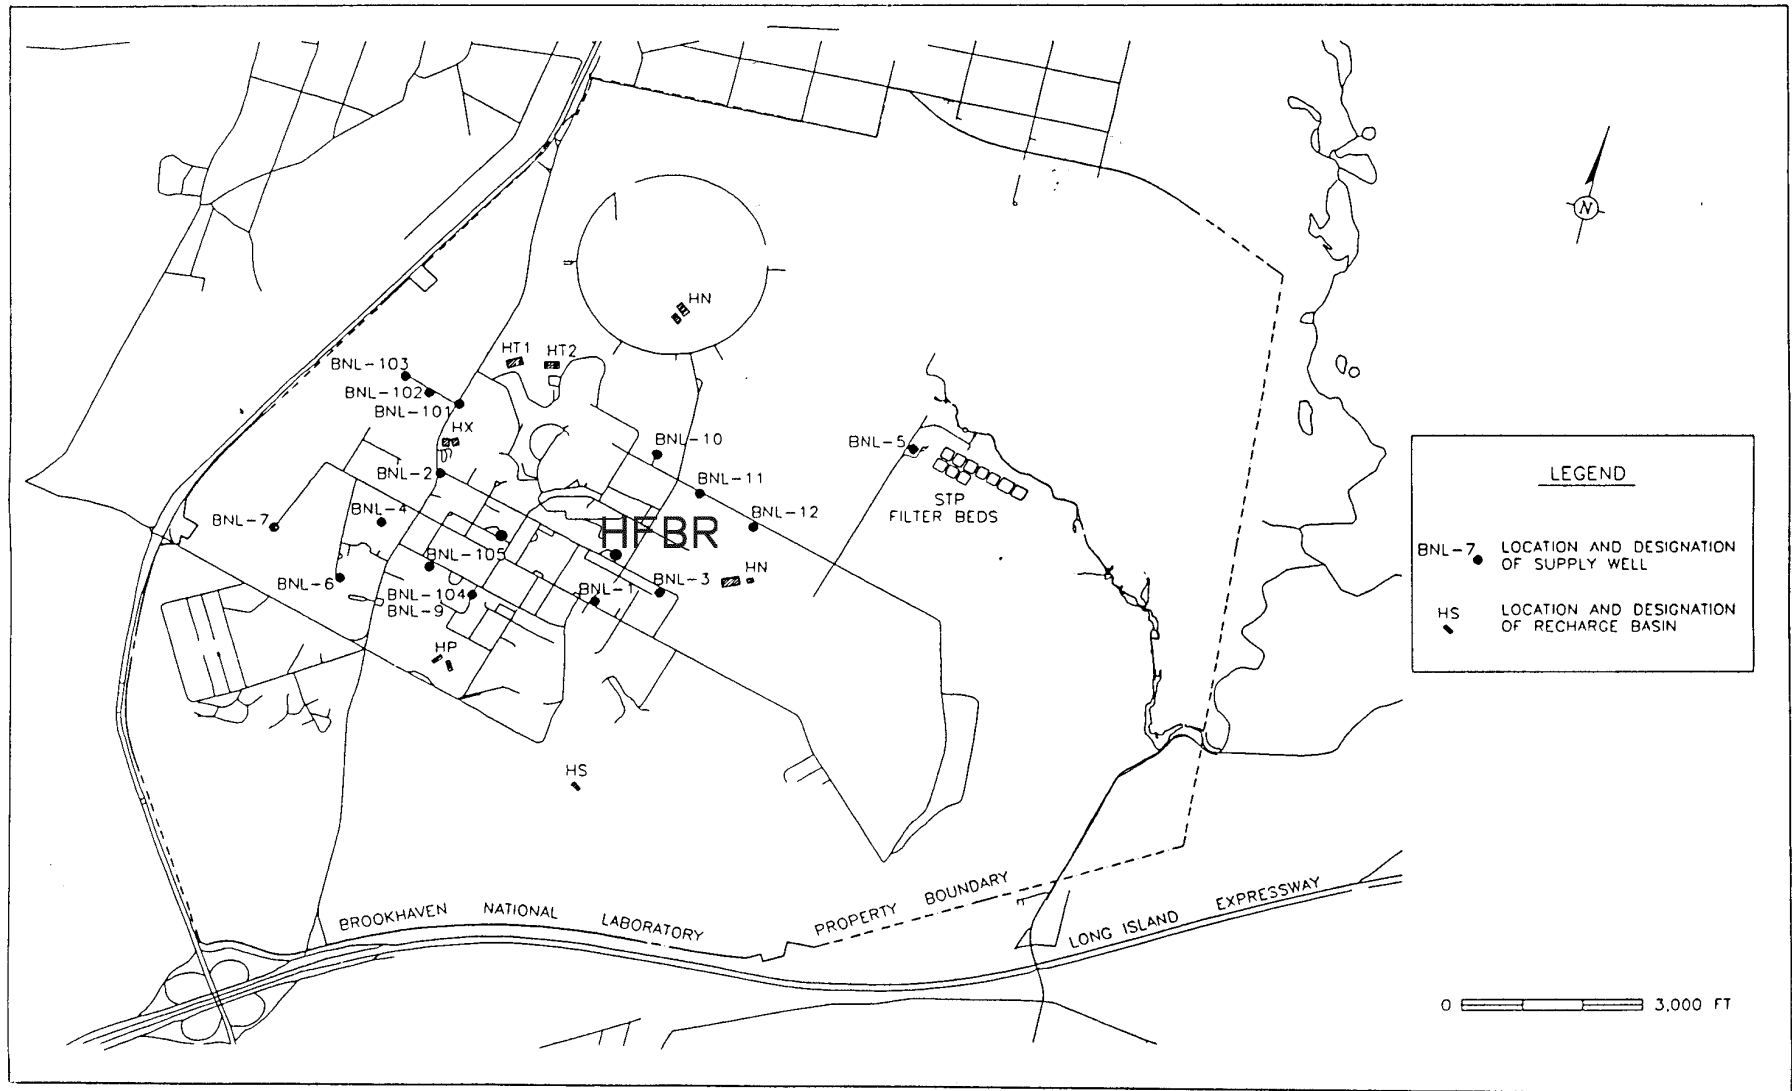 N
HN
HT1 HT2
BNL-103
BNL-102
BNL-101
HX
BNL-10
BNL-5
BNL-2
BNL-11
STP
FILTER BEDS
BNL-7
BNL-4
HFBR
BNL-12
BNL-105
BNL-6
BNL-3
HN
BNL-104
BNL-9
BNL-1
HP
HS
BROOKHAVEN NATIONAL LABORATORY PROPERTY BOUNDARY
LONG ISLAND EXPRESSWAY
LEGEND
BNL-7 LOCATION AND DESIGNATION
OF SUPPLY WELL
HS LOCATION AND DESIGNATION
OF RECHARGE BASIN
0 3,000 FT